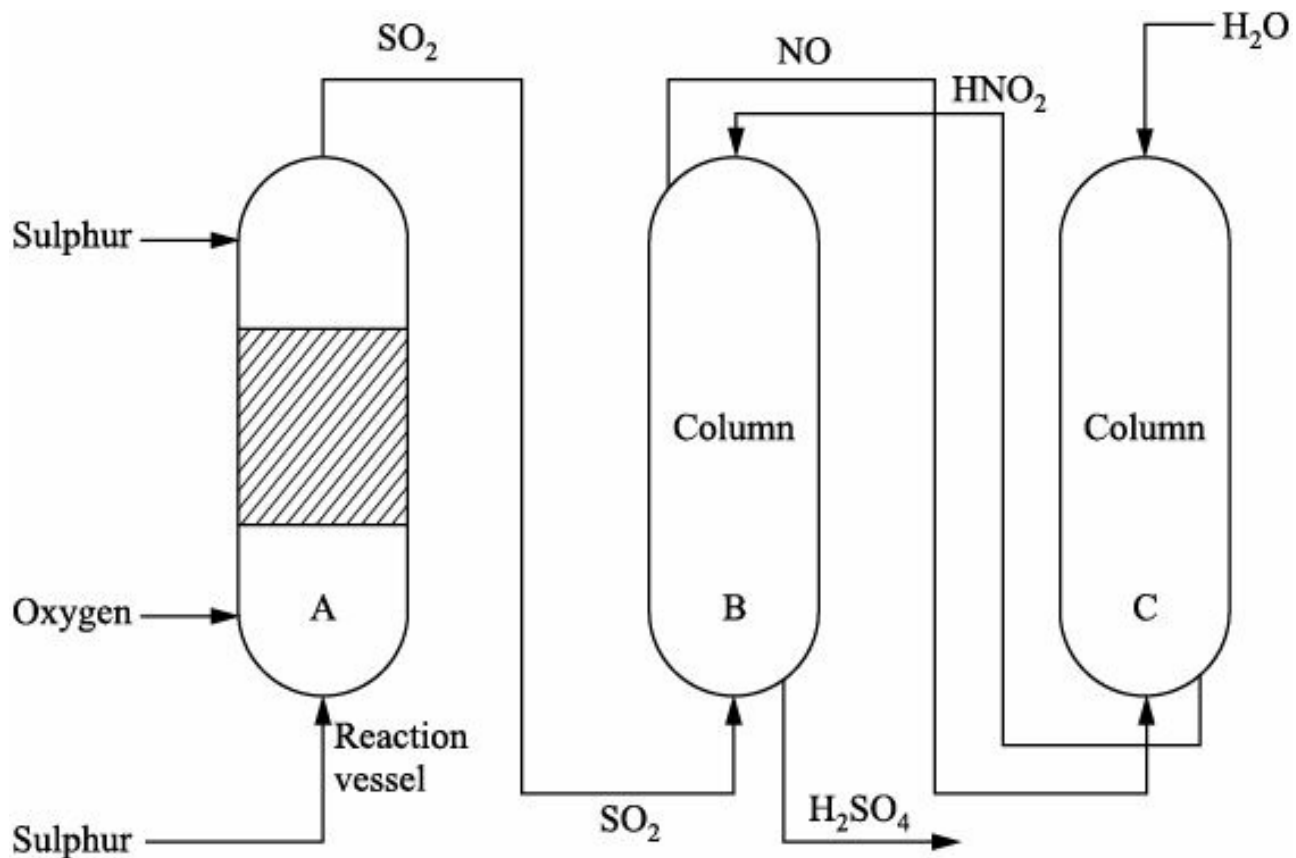 SO₂
NO
H₂O
HNO₂
Sulphur
Column
Column
Oxygen
A
B
C
Reaction
vessel
SO₂
H₂SO₄
Sulphur